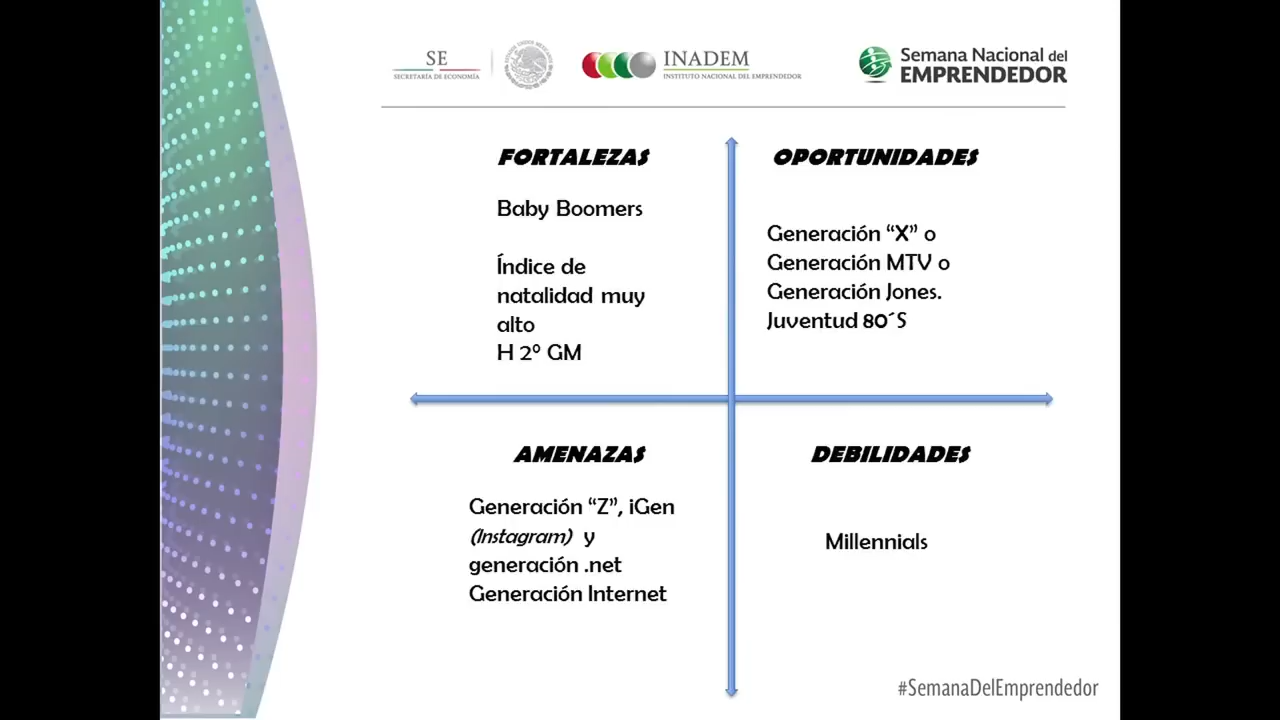 SE
SECRETARÍA DE ECONOMÍA
INADEM
INSTITUTO NACIONAL DEL EMPRENDEDOR
Semana Nacional del
EMPRENDEDOR
FORTALEZAS
Baby Boomers
Índice de
natalidad muy
alto
H 2º GM
OPORTUNIDADES
Generación “X” o
Generación MTV o
Generación Jones.
Juventud 80´S
AMENAZAS
Generación “Z”, iGen
(Instagram) y
generación .net
Generación Internet
DEBILIDADES
Millennials
#SemanaDelEmprendedor